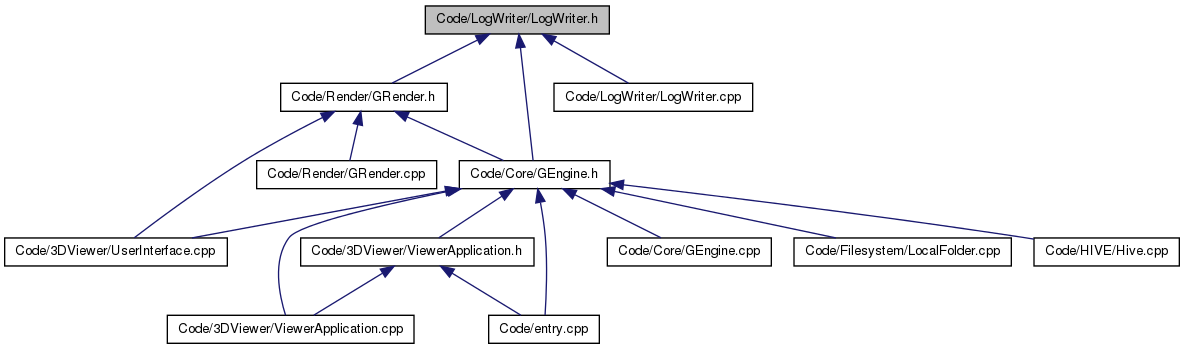 Code/LogWriter/LogWriter.h
Code/Render/GRender.h
Code/LogWriter/LogWriter.cpp
Code/Render/GRender.cpp
Code/Core/GEngine.h
Code/3DViewer/UserInterface.cpp
Code/3DViewer/ViewerApplication.h
Code/Core/GEngine.cpp
Code/Filesystem/LocalFolder.cpp
Code/HIVE/Hive.cpp
Code/3DViewer/ViewerApplication.cpp
Code/entry.cpp